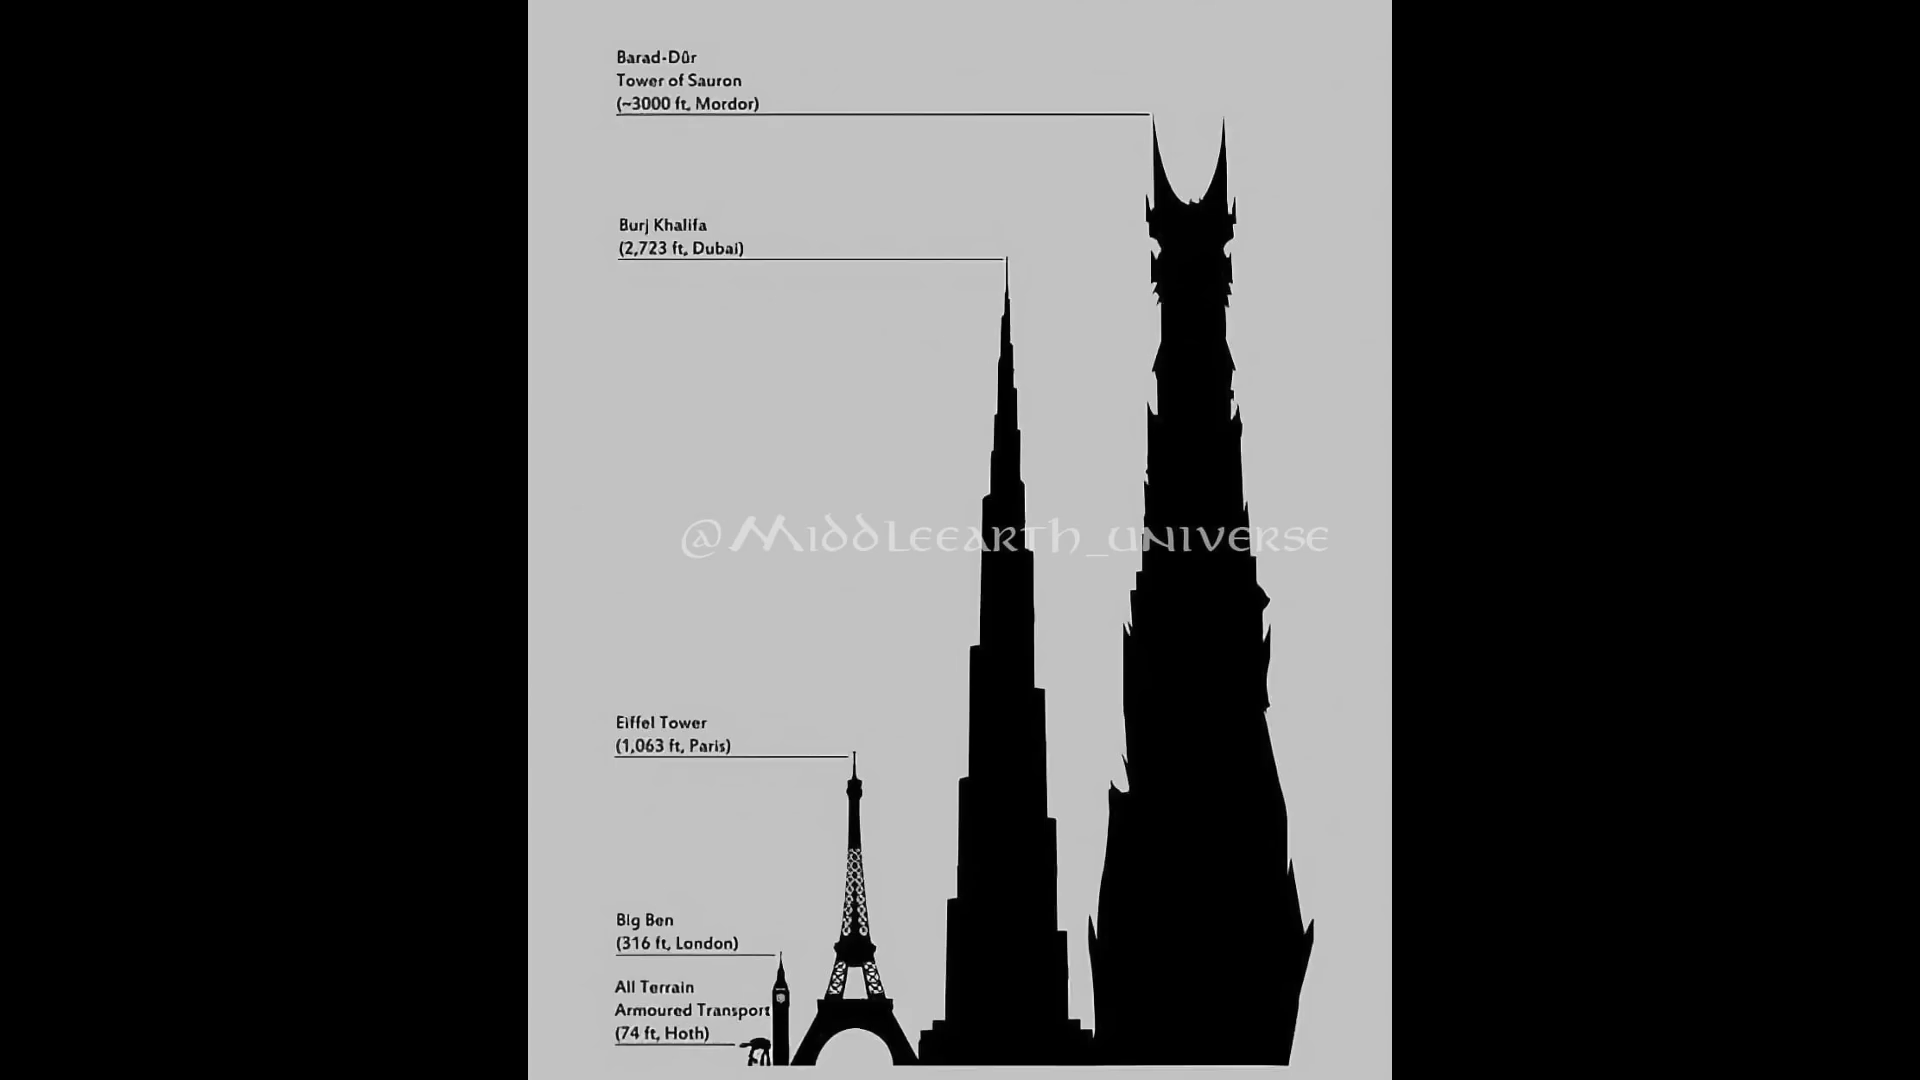 Barad-Dûr
Tower of Sauron
(~3000 ft, Mordor)
Burj Khalifa
(2,723 ft, Dubai)
@Middleearth_universe
Eiffel Tower
(1,063 ft, Paris)
Big Ben
(316 ft, London)
All Terrain
Armoured Transport
(74 ft, Hoth)